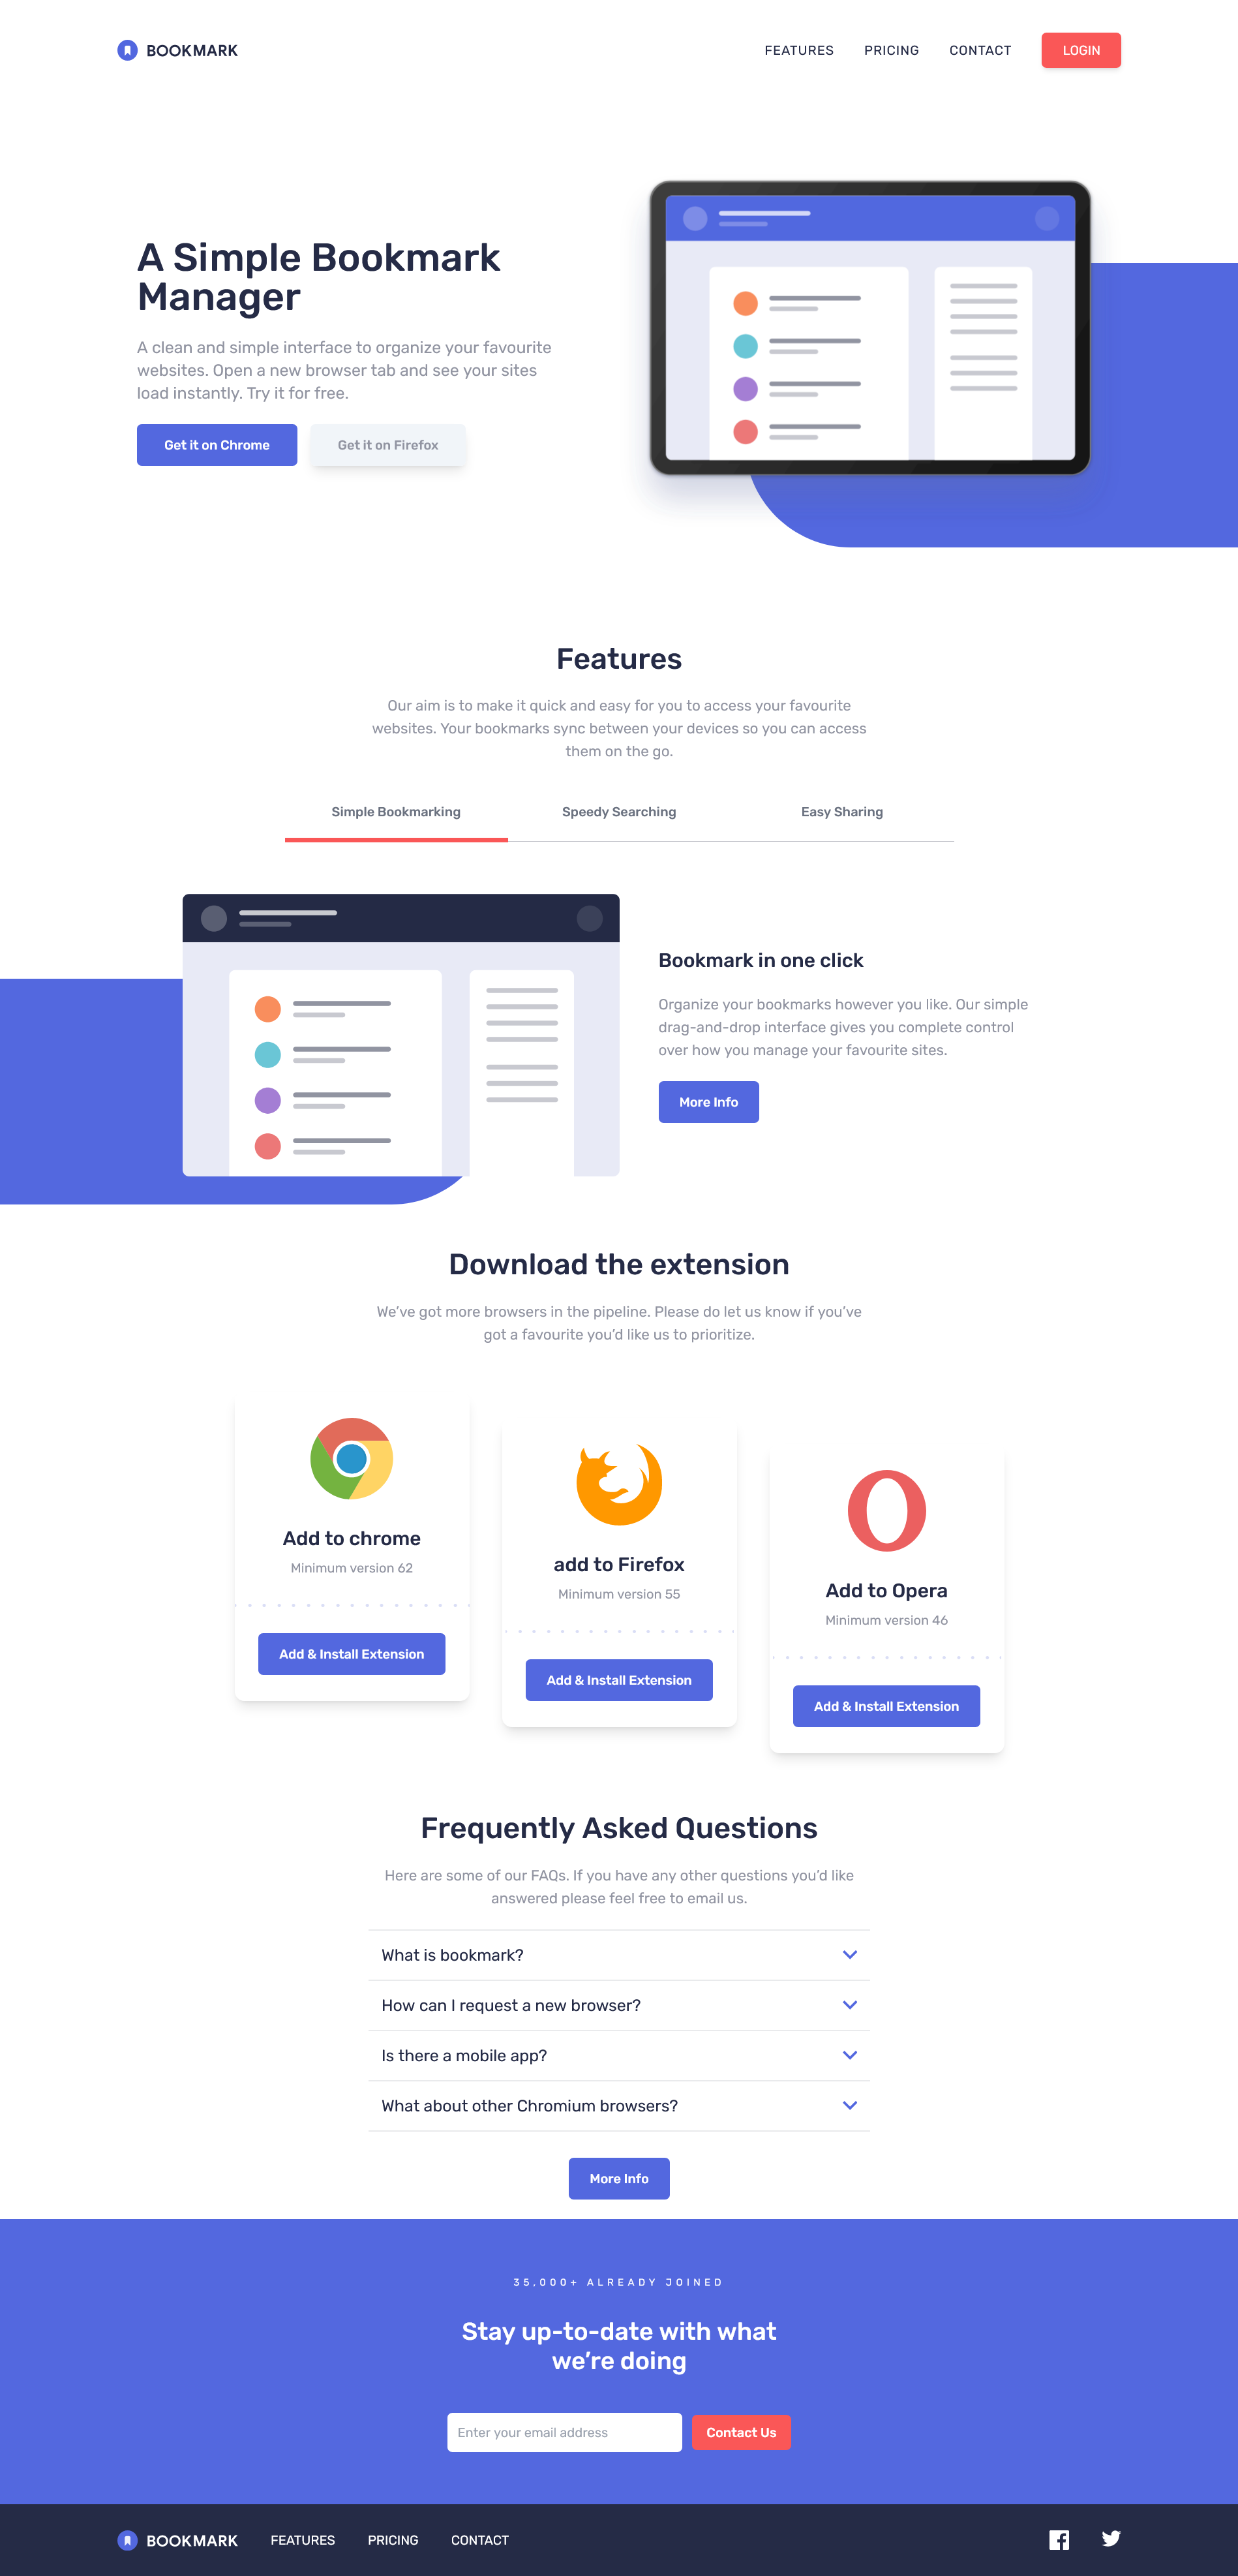 BOOKMARK
FEATURES
PRICING
CONTACT
LOGIN
A Simple Bookmark
Manager
A clean and simple interface to organize your favourite
websites. Open a new browser tab and see your sites
load instantly. Try it for free.
Get it on Chrome
Get it on Firefox
Features
Our aim is to make it quick and easy for you to access your favourite
websites. Your bookmarks sync between your devices so you can access
them on the go.
Simple Bookmarking
Speedy Searching
Easy Sharing
Bookmark in one click
Organize your bookmarks however you like. Our simple
drag-and-drop interface gives you complete control
over how you manage your favourite sites.
More Info
Download the extension
We’ve got more browsers in the pipeline. Please do let us know if you’ve
got a favourite you’d like us to prioritize.
Add to chrome
Minimum version 62
Add & Install Extension
add to Firefox
Minimum version 55
Add & Install Extension
Add to Opera
Minimum version 46
Add & Install Extension
Frequently Asked Questions
Here are some of our FAQs. If you have any other questions you’d like
answered please feel free to email us.
What is bookmark?
How can I request a new browser?
Is there a mobile app?
What about other Chromium browsers?
More Info
35,000+ ALREADY JOINED
Stay up-to-date with what
we’re doing
Enter your email address
Contact Us
BOOKMARK
FEATURES
PRICING
CONTACT